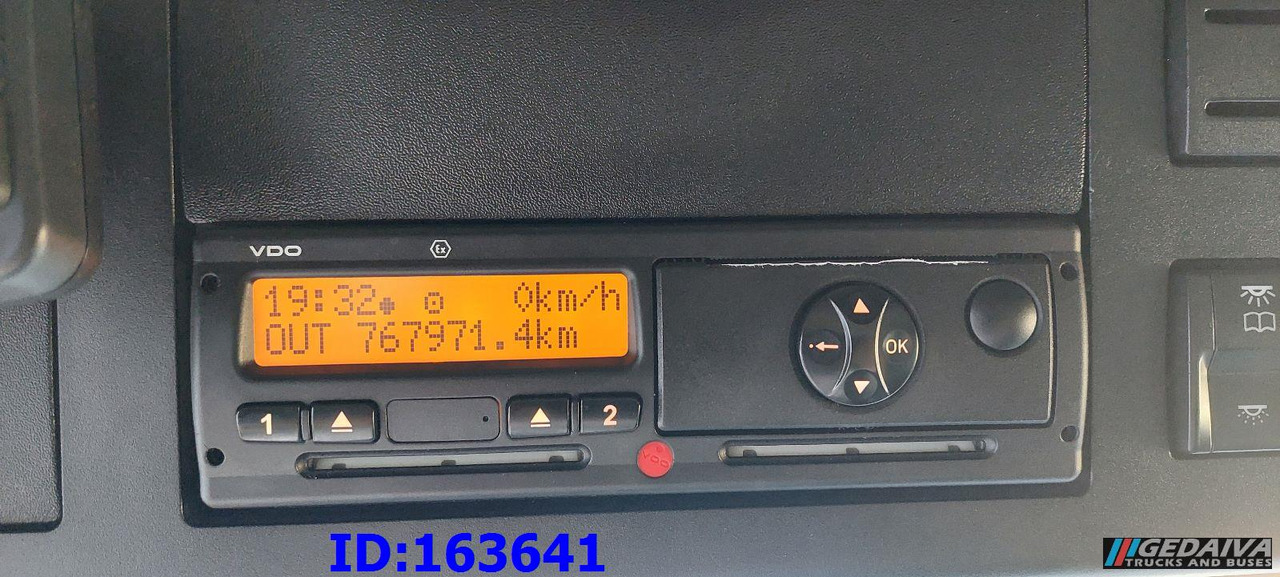 VDO Ex
19:32 0km/h
OUT 767971.4km
OK
1 2
VDO
ID:163641
GEDAIVA
TRUCKS AND BUSES